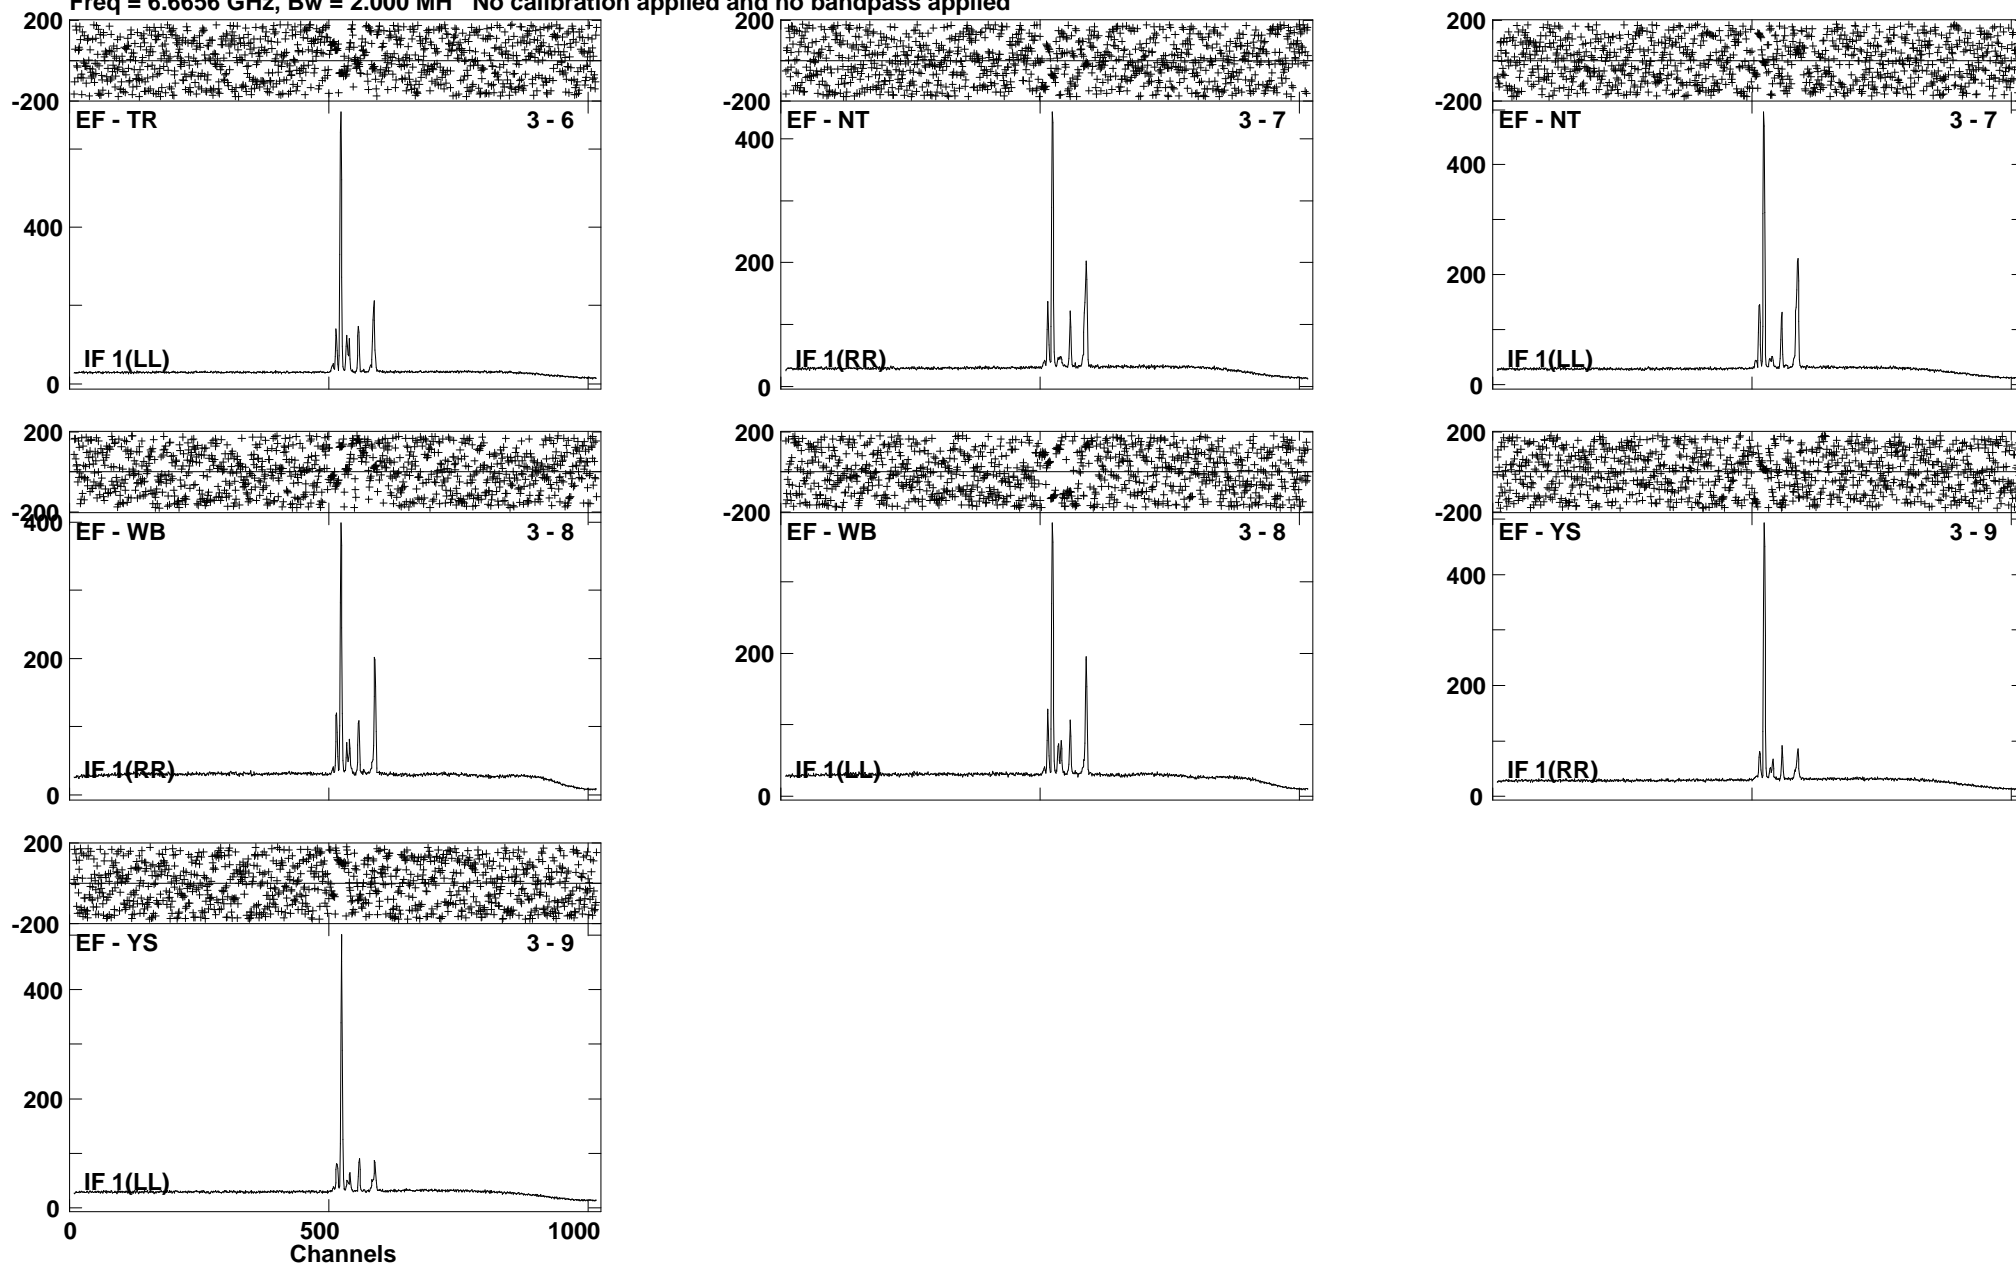 Freq = 6.6656 GHz, Bw = 2.000 MH No calibration applied and no bandpass applied
200
-200
EF - TR 3 - 6
400
IF 1(LL)
0
200
-200
EF - NT 3 - 7
400
200
IF 1(RR)
0
200
-200
EF - NT 3 - 7
400
200
IF 1(LL)
0
200
-200
400
EF - WB 3 - 8
200
IF 1(RR)
0
200
-200
EF - WB 3 - 8
200
IF 1(LL)
0
200
-200
EF - YS 3 - 9
400
200
IF 1(RR)
0
200
-200
EF - YS 3 - 9
400
200
IF 1(LL)
0
0 500 1000
Channels